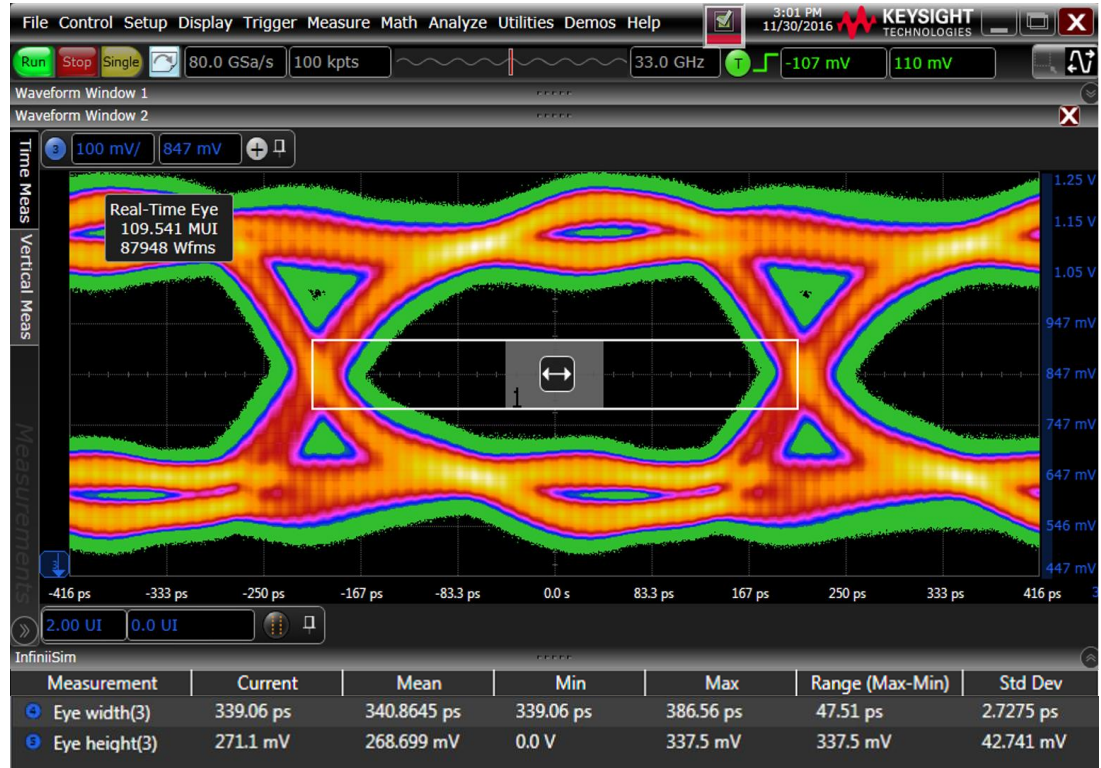 File Control Setup Display Trigger Measure Math Analyze Utilities Demos Help 3:01 PM 11/30/2016 KEYSIGHT TECHNOLOGIES
Run Stop Single 80.0 GSa/s 100 kpts 33.0 GHz T -107 mV 110 mV
Waveform Window 1
Waveform Window 2
Time Meas
Vertical Meas
Measurements
3 100 mV/ 847 mV
Real-Time Eye
109.541 MUI
87948 Wfms
1.25 V
1.15 V
1.05 V
947 mV
847 mV
747 mV
647 mV
546 mV
447 mV
1
-416 ps -333 ps -250 ps -167 ps -83.3 ps 0.0 s 83.3 ps 167 ps 250 ps 333 ps 416 ps 3
2.00 UI 0.0 UI
InfiniiSim
Measurement Current Mean Min Max Range (Max-Min) Std Dev
4 Eye width(3) 339.06 ps 340.8645 ps 339.06 ps 386.56 ps 47.51 ps 2.7275 ps
5 Eye height(3) 271.1 mV 268.699 mV 0.0 V 337.5 mV 337.5 mV 42.741 mV